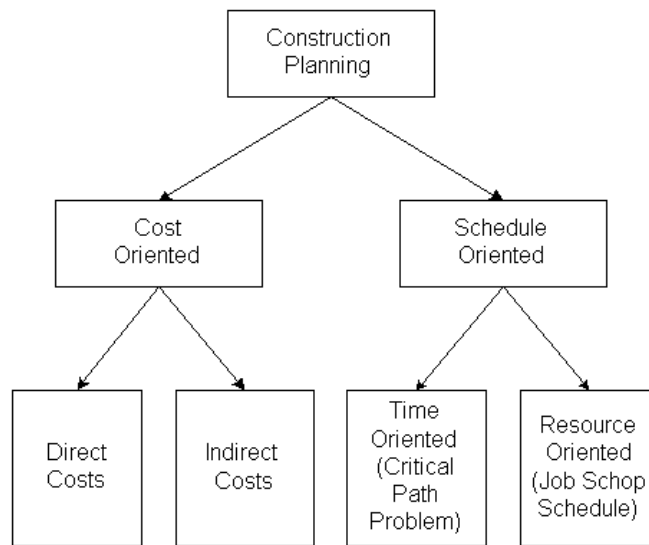 Construction
Planning
Cost
Oriented
Schedule
Oriented
Direct
Costs
Indirect
Costs
Time
Oriented
(Critical
Path
Problem)
Resource
Oriented
(Job Schop
Schedule)